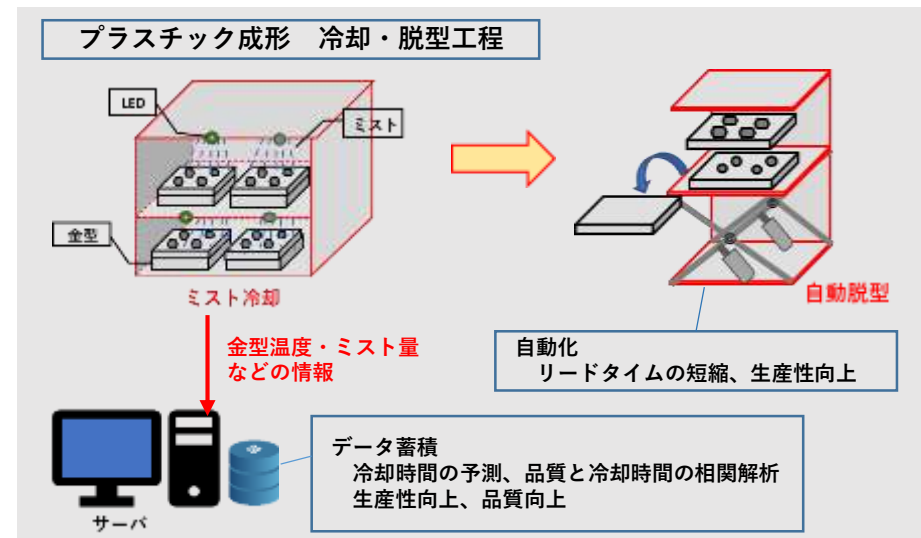 プラスチック成形　冷却・脱型工程
LED
ミスト
金型
ミスト冷却
自動脱型
金型温度・ミスト量
などの情報
自動化
リードタイムの短縮、生産性向上
データ蓄積
冷却時間の予測、品質と冷却時間の相関解析
生産性向上、品質向上
サーバ